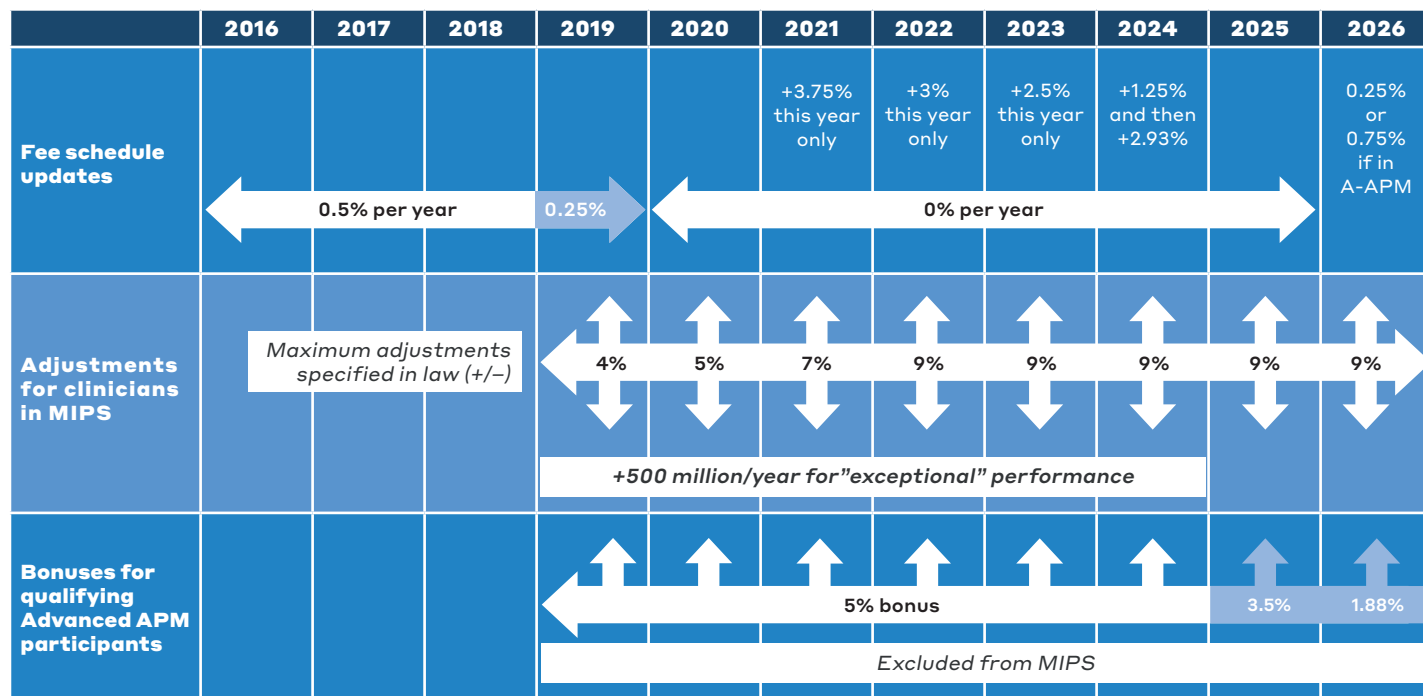 2016 2017 2018 2019 2020 2021 2022 2023 2024 2025 2026
Fee schedule
updates
+3.75%
this year
only
+3%
this year
only
+2.5%
this year
only
+1.25%
and then
+2.93%
0.25%
or
0.75%
if in
A-APM
0.5% per year
0.25%
0% per year
Adjustments
for clinicians
in MIPS
Maximum adjustments
specified in law (+/–)
4% 5% 7% 9% 9% 9% 9% 9%
+500 million/year for”exceptional” performance
Bonuses for
qualifying
Advanced APM
participants
5% bonus
3.5%
1.88%
Excluded from MIPS